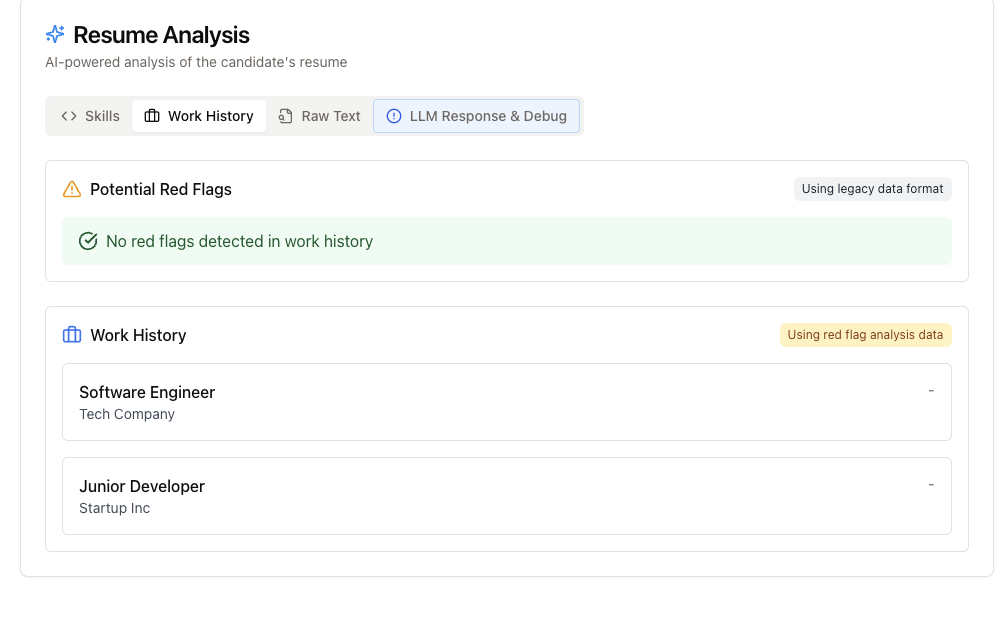 Resume Analysis
AI-powered analysis of the candidate's resume
Skills
Work History
Raw Text
LLM Response & Debug
Potential Red Flags
Using legacy data format
No red flags detected in work history
Work History
Using red flag analysis data
Software Engineer
-
Tech Company
Junior Developer
-
Startup Inc